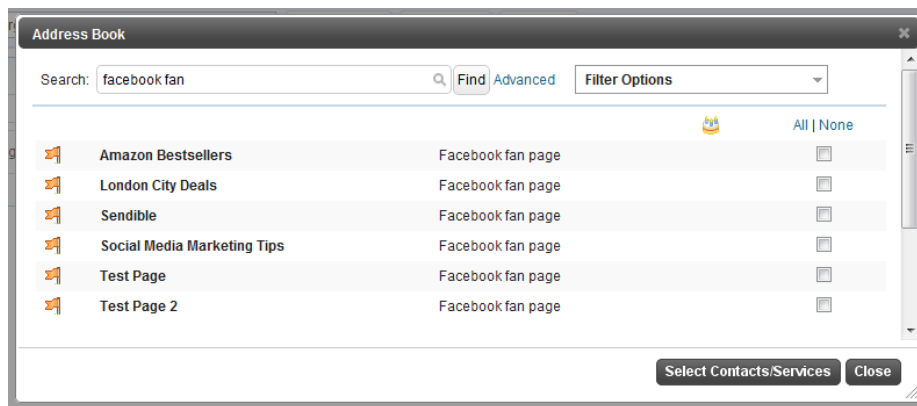 Address Book
Search: facebook fan Find Advanced Filter Options
All | None
Amazon Bestsellers Facebook fan page
London City Deals Facebook fan page
Sendible Facebook fan page
Social Media Marketing Tips Facebook fan page
Test Page Facebook fan page
Test Page 2 Facebook fan page
Select Contacts/Services Close